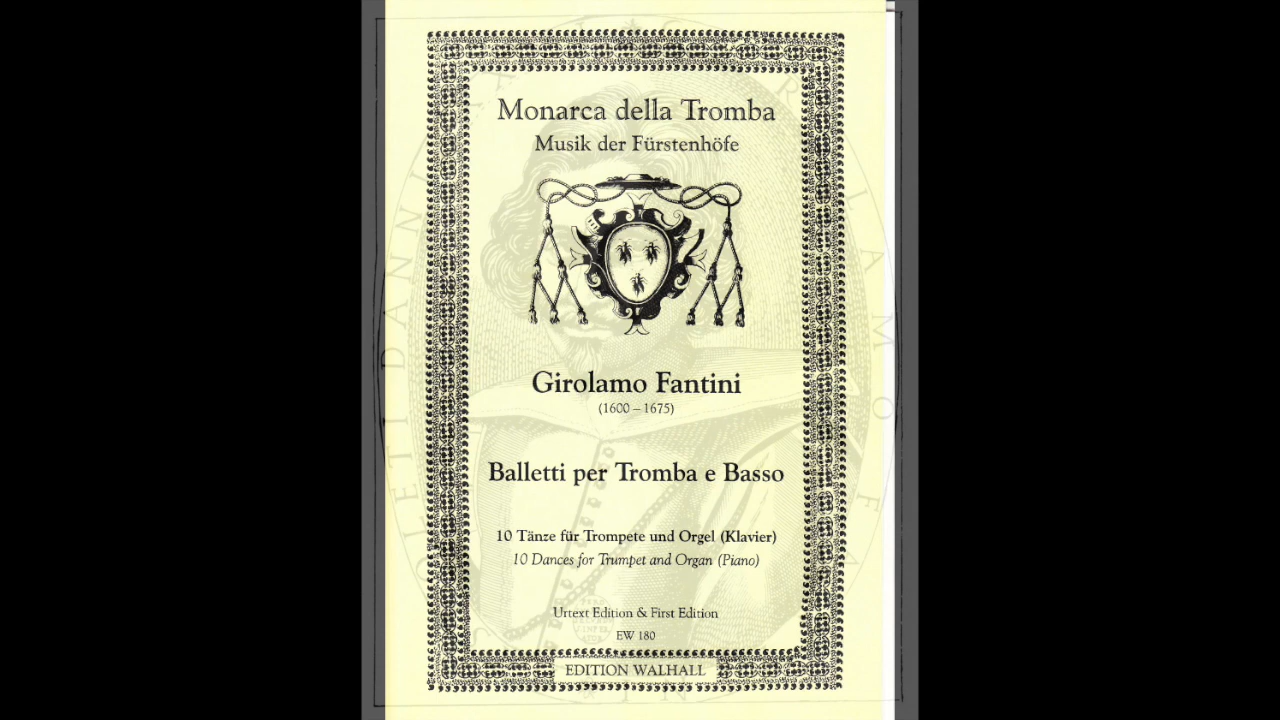 Monarca della Tromba
Musik der Fürstenhöfe
Girolamo Fantini
(1600 – 1675)
Balletti per Tromba e Basso
10 Tänze für Trompete und Orgel (Klavier)
10 Dances for Trumpet and Organ (Piano)
Urtext Edition & First Edition
EW 180
EDITION WALHALL